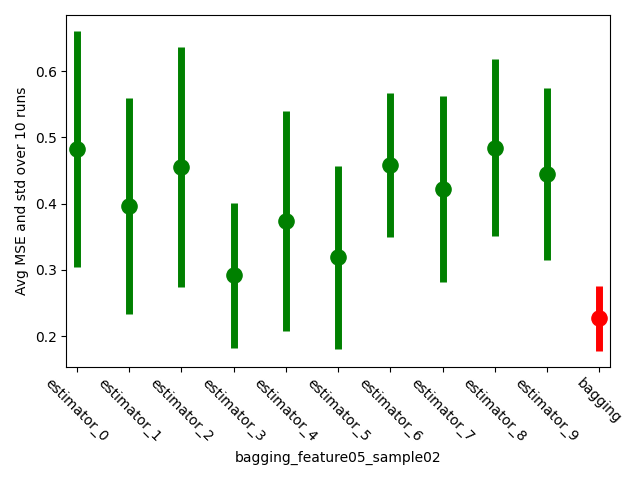 Avg MSE and std over 10 runs
0.6
0.5
0.4
0.3
0.2
estimator_0
estimator_1
estimator_2
estimator_3
estimator_4
estimator_5
estimator_6
estimator_7
estimator_8
estimator_9
bagging
bagging_feature05_sample02